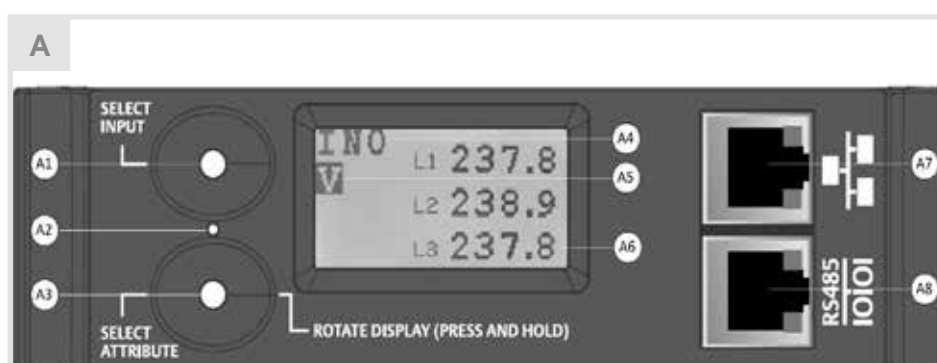 A
SELECT
INPUT
A1
A2
A3
SELECT
ATTRIBUTE
INO
V
L1 237.8
L2 238.9
L3 237.8
ROTATE DISPLAY (PRESS AND HOLD)
A4
A5
A6
A7
RS485
IOIOI
A8